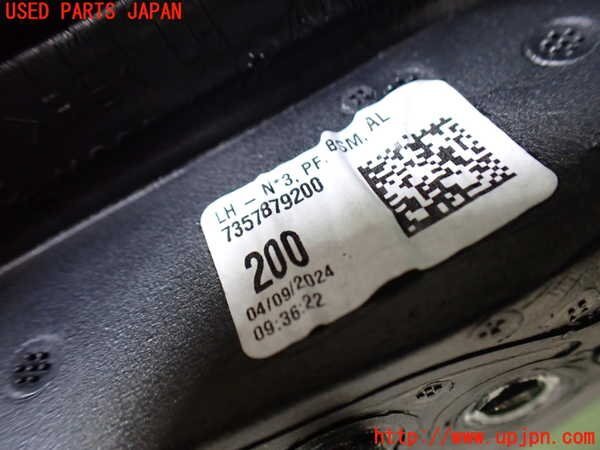 USED PARTS JAPAN
LH - N°3, PF. BSM, AL
7357879200
200
04/09/2024
09:36:22
http://www.upjpn.com/